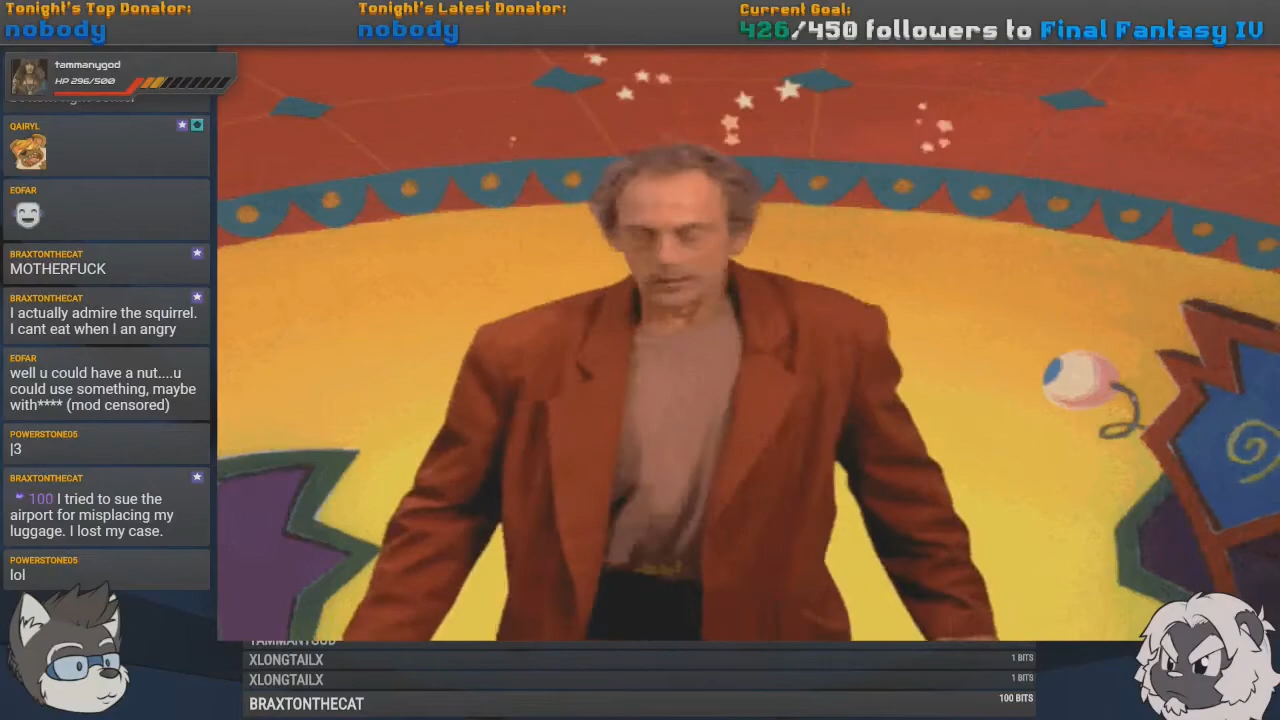 Tonight's Top Donator:
nobody
Tonight's Latest Donator:
nobody
Current Goal:
426/450 followers to Final Fantasy IV
tammanygod
HP 296/500
QAIRYL
EOFAR
BRAXTONTHECAT
MOTHERFUCK
BRAXTONTHECAT
I actually admire the squirrel.
I cant eat when I an angry
EOFAR
well u could have a nut....u
could use something, maybe
with**** (mod censored)
POWERSTONE05
|3
BRAXTONTHECAT
100 I tried to sue the
airport for misplacing my
luggage. I lost my case.
POWERSTONE05
lol
TAMMANYGOD
XLONGTAILX 1 BITS
XLONGTAILX 1 BITS
BRAXTONTHECAT 100 BITS